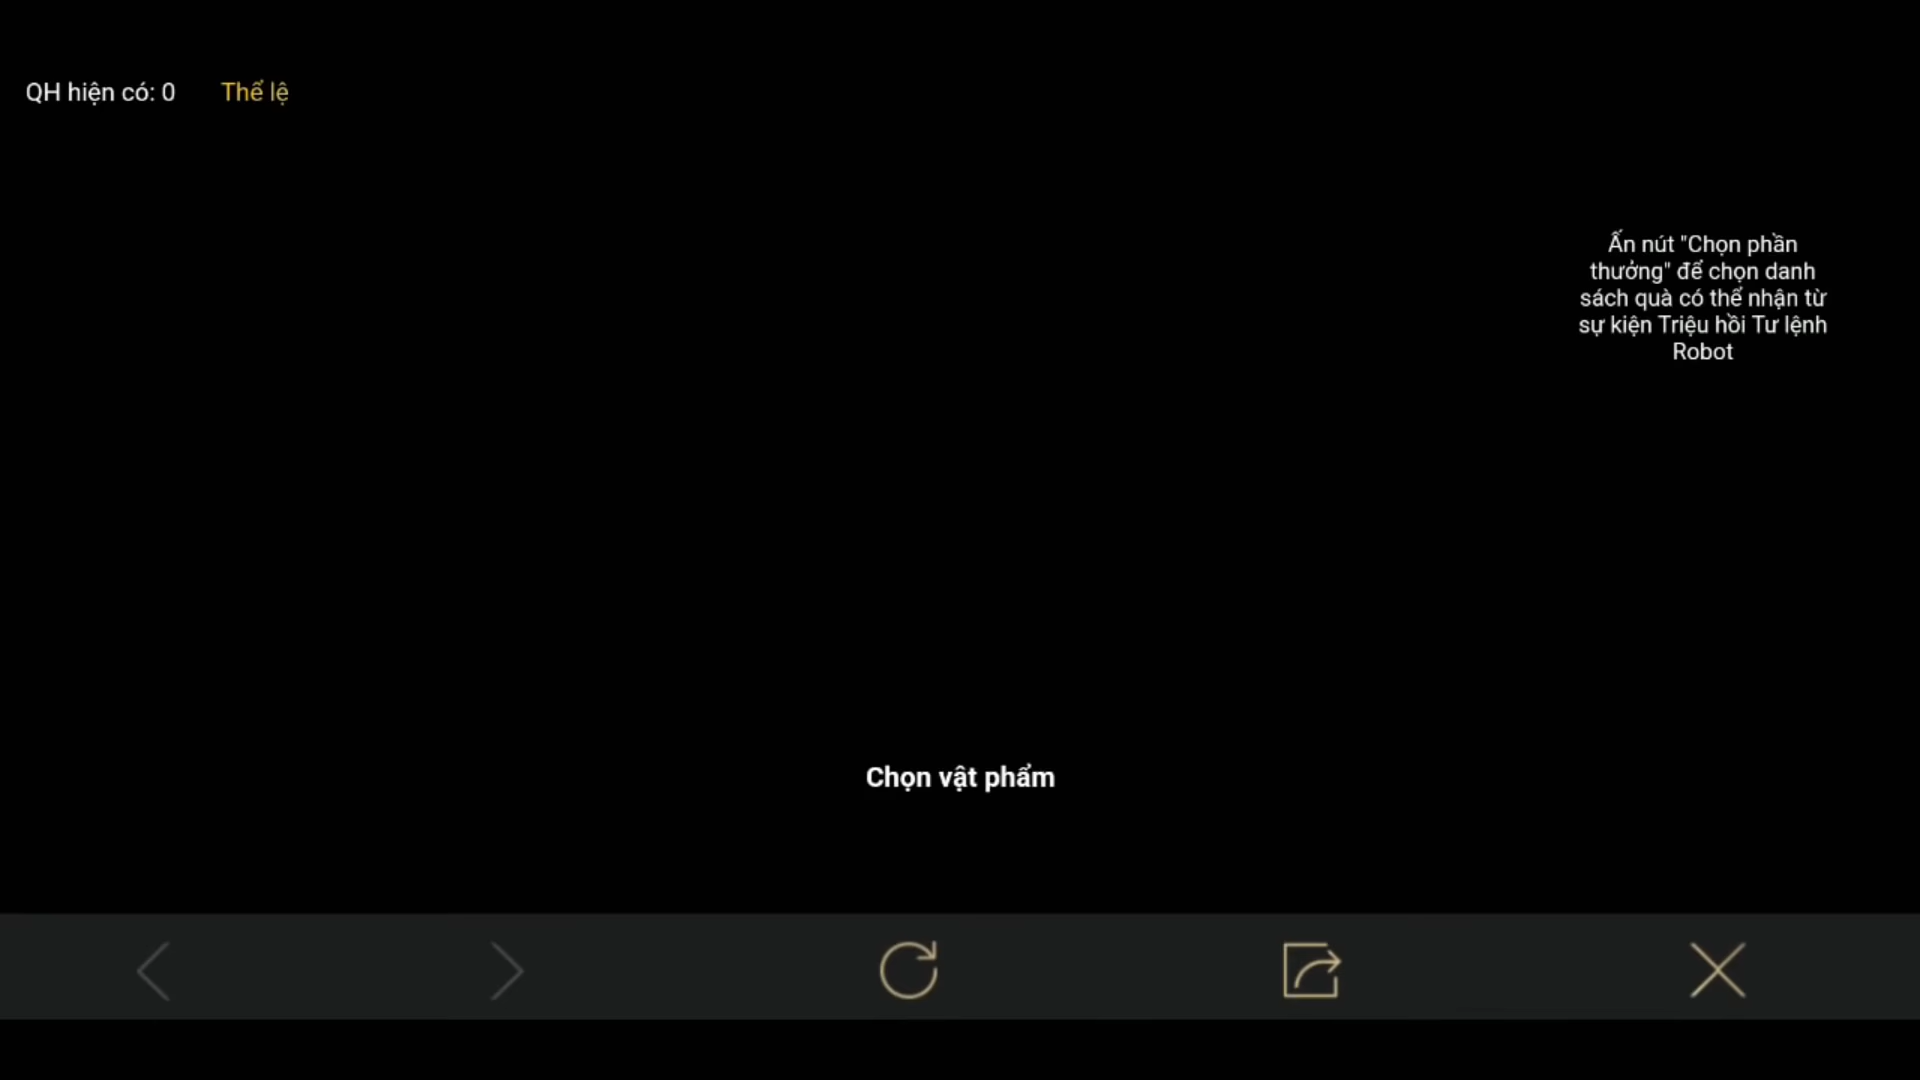 QH hiện có: 0 Thể lệ
Ấn nút "Chọn phần
thưởng" để chọn danh
sách quà có thể nhận từ
sự kiện Triệu hồi Tư lệnh
Robot
Chọn vật phẩm